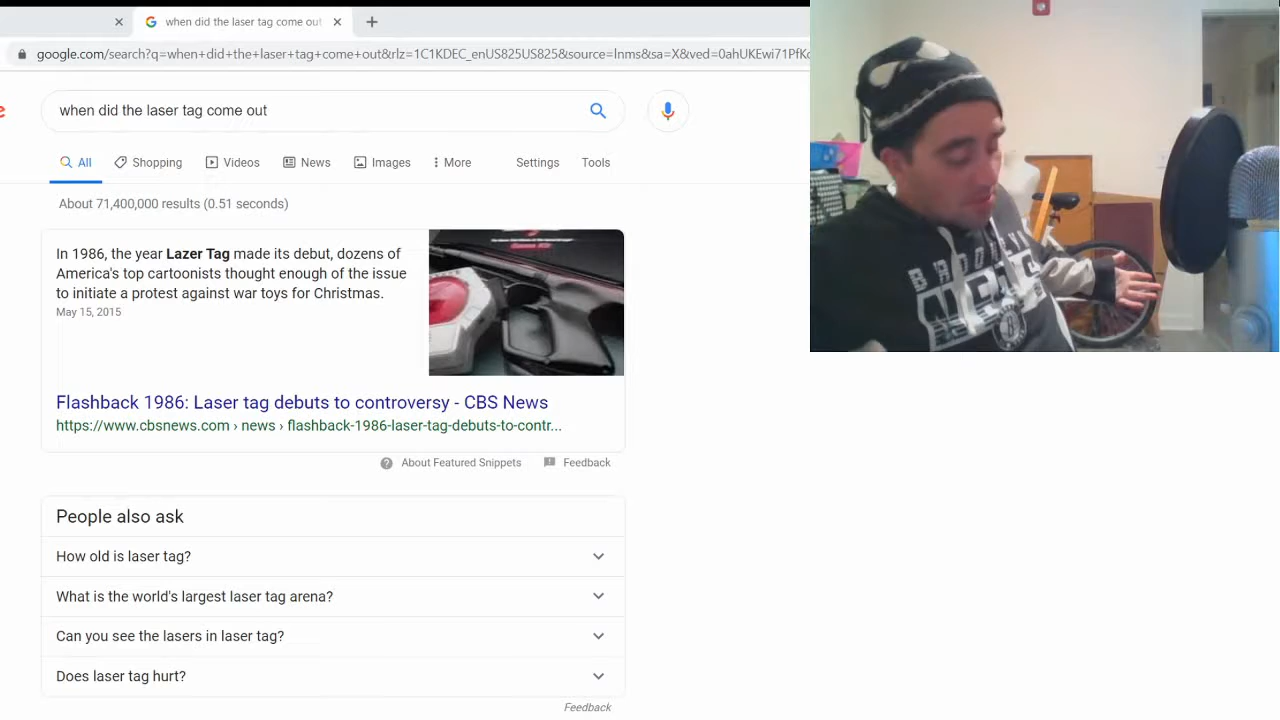 when did the laser tag come out
google.com/search?q=when+did+the+laser+tag+come+out&rlz=1C1KDEC_enUS825US825&source=lnms&sa=X&ved=0ahUKEwi71PfK
when did the laser tag come out
All
Shopping
Videos
News
Images
More
Settings
Tools
About 71,400,000 results (0.51 seconds)
In 1986, the year Lazer Tag made its debut, dozens of
America's top cartoonists thought enough of the issue
to initiate a protest against war toys for Christmas.
May 15, 2015
Flashback 1986: Laser tag debuts to controversy - CBS News
https://www.cbsnews.com › news › flashback-1986-laser-tag-debuts-to-contr...
About Featured Snippets
Feedback
People also ask
How old is laser tag?
What is the world's largest laser tag arena?
Can you see the lasers in laser tag?
Does laser tag hurt?
Feedback
BROOKLYN
NETS
B